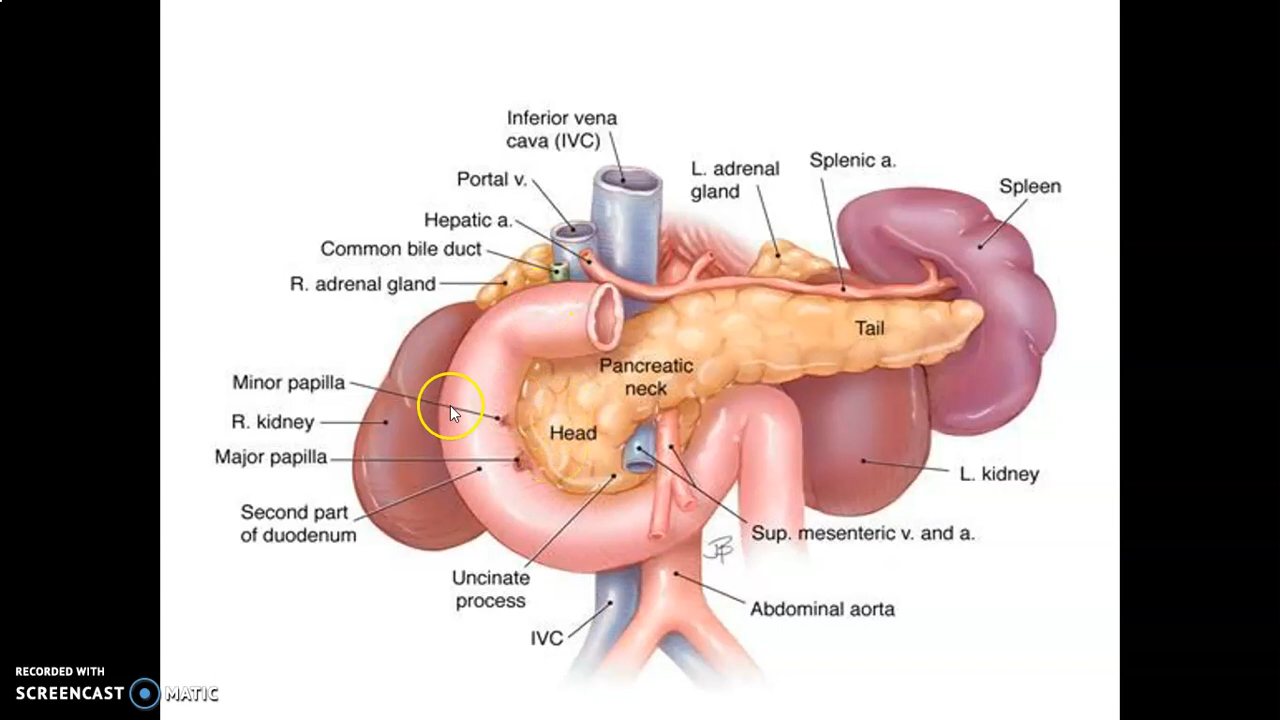 Inferior vena
cava (IVC)
Portal v.
Hepatic a.
Common bile duct
R. adrenal gland
L. adrenal
gland
Splenic a.
Spleen
Tail
Pancreatic
neck
Head
Minor papilla
R. kidney
Major papilla
Second part
of duodenum
Uncinate
process
IVC
L. kidney
Sup. mesenteric v. and a.
Abdominal aorta
RECORDED WITH
SCREENCAST MATIC